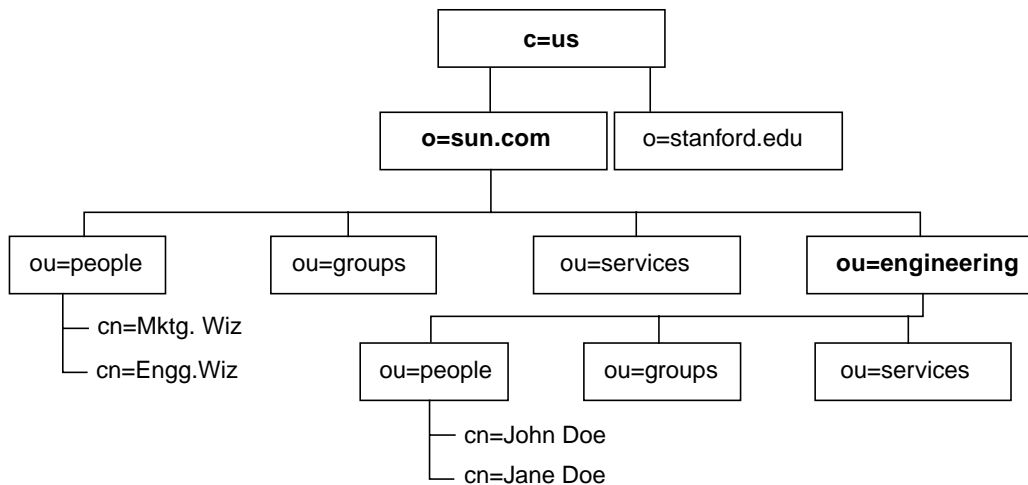 c=us
o=sun.com
o=stanford.edu
ou=people
ou=groups
ou=services
ou=engineering
cn=Mktg. Wiz
cn=Engg.Wiz
ou=people
ou=groups
ou=services
cn=John Doe
cn=Jane Doe